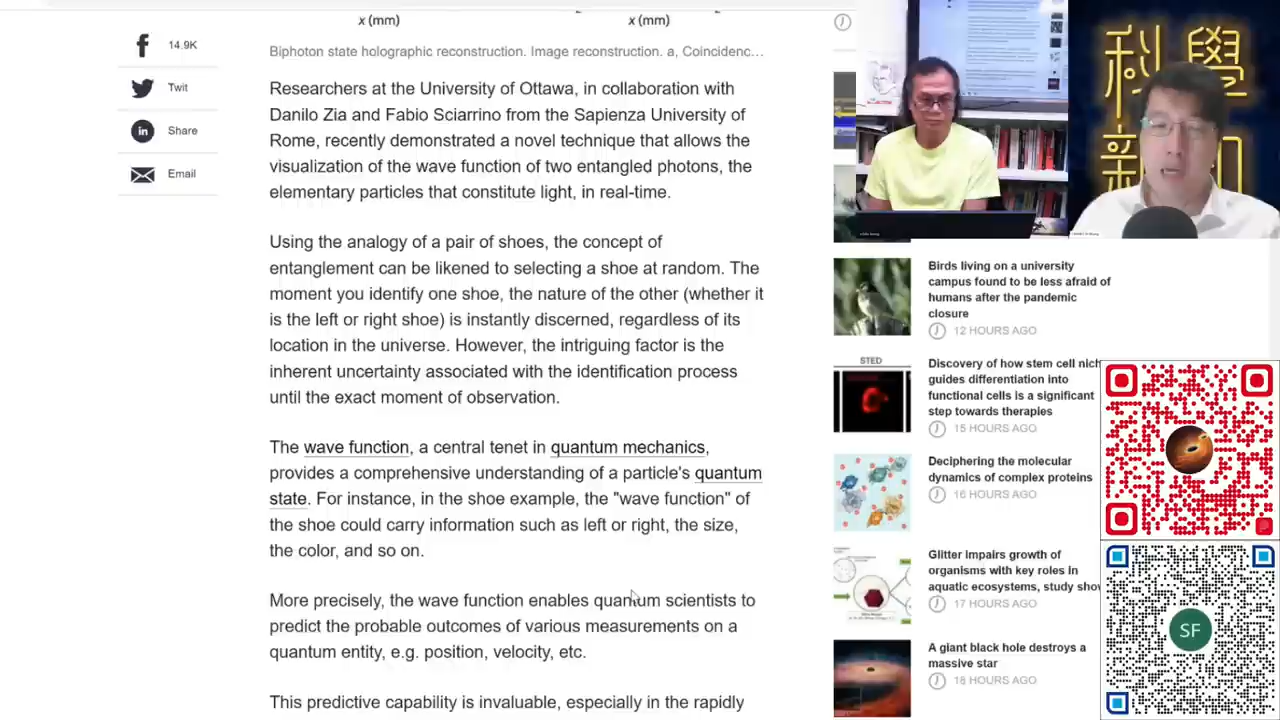 x (mm)
x (mm)
Biphoton state holographic reconstruction. Image reconstruction. a, Coincidenc…
14.9K
Twit
Share
Email
Researchers at the University of Ottawa, in collaboration with
Danilo Zia and Fabio Sciarrino from the Sapienza University of
Rome, recently demonstrated a novel technique that allows the
visualization of the wave function of two entangled photons, the
elementary particles that constitute light, in real-time.
Using the analogy of a pair of shoes, the concept of
entanglement can be likened to selecting a shoe at random. The
moment you identify one shoe, the nature of the other (whether it
is the left or right shoe) is instantly discerned, regardless of its
location in the universe. However, the intriguing factor is the
inherent uncertainty associated with the identification process
until the exact moment of observation.
The wave function, a central tenet in quantum mechanics,
provides a comprehensive understanding of a particle's quantum
state. For instance, in the shoe example, the "wave function" of
the shoe could carry information such as left or right, the size,
the color, and so on.
More precisely, the wave function enables quantum scientists to
predict the probable outcomes of various measurements on a
quantum entity, e.g. position, velocity, etc.
This predictive capability is invaluable, especially in the rapidly
科學
新知
Birds living on a university
campus found to be less afraid of
humans after the pandemic
closure
12 HOURS AGO
STED
Discovery of how stem cell nich
guides differentiation into
functional cells is a significant
step towards therapies
15 HOURS AGO
Deciphering the molecular
dynamics of complex proteins
16 HOURS AGO
Glitter impairs growth of
organisms with key roles in
aquatic ecosystems, study show
17 HOURS AGO
A giant black hole destroys a
massive star
18 HOURS AGO
SF